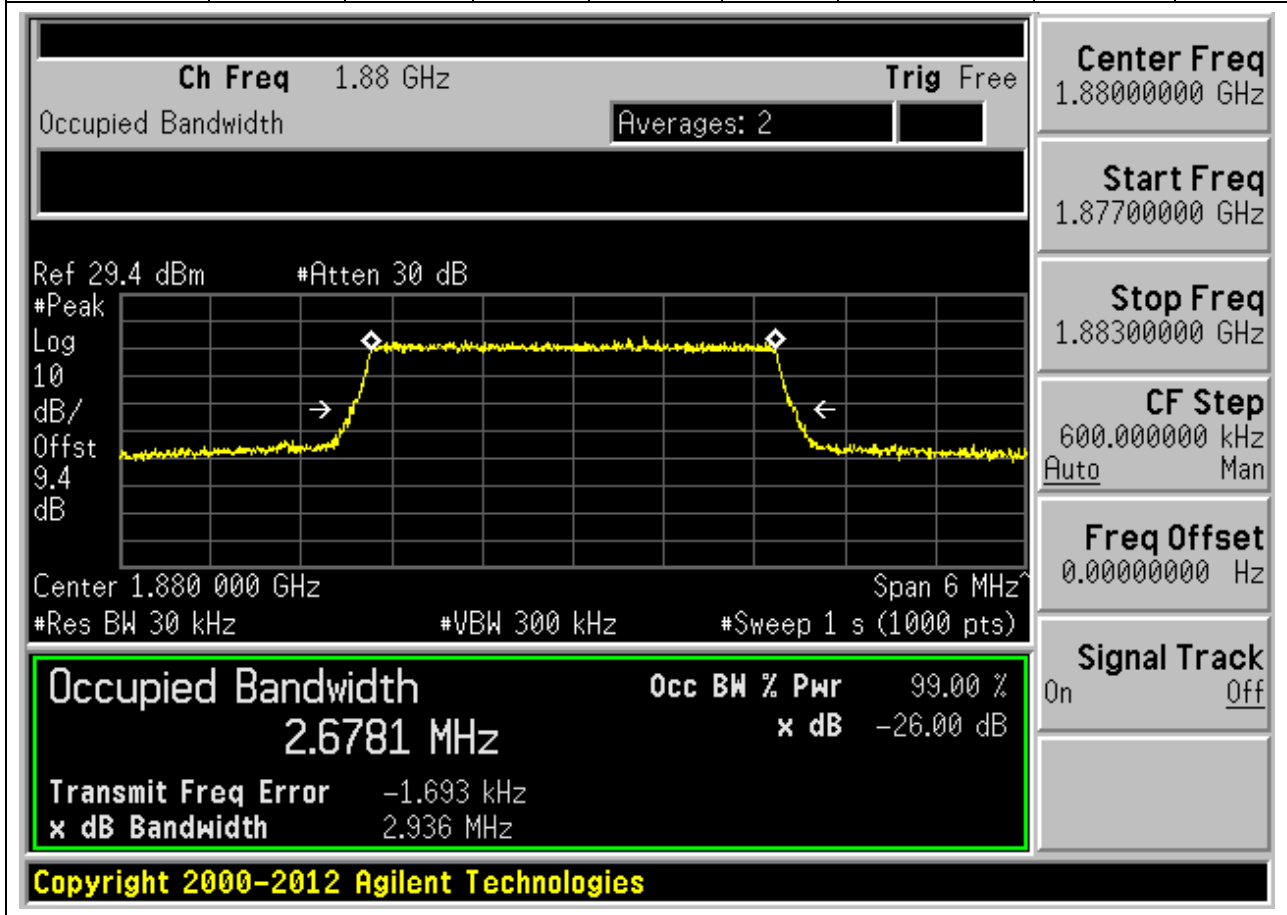 Ch Freq 1.88 GHz Trig Free
Occupied Bandwidth Averages: 2
Ref 29.4 dBm #Atten 30 dB
#Peak
Log
10
dB/
Offst
9.4
dB
Center 1.880 000 GHz Span 6 MHz^
#Res BW 30 kHz #VBW 300 kHz #Sweep 1 s (1000 pts)
Occupied Bandwidth Occ BW % Pwr 99.00 %
2.6781 MHz x dB -26.00 dB
Transmit Freq Error -1.693 kHz
x dB Bandwidth 2.936 MHz
Copyright 2000-2012 Agilent Technologies
Center Freq
1.88000000 GHz
Start Freq
1.87700000 GHz
Stop Freq
1.88300000 GHz
CF Step
600.000000 kHz
Auto Man
Freq Offset
0.00000000 Hz
Signal Track
On Off